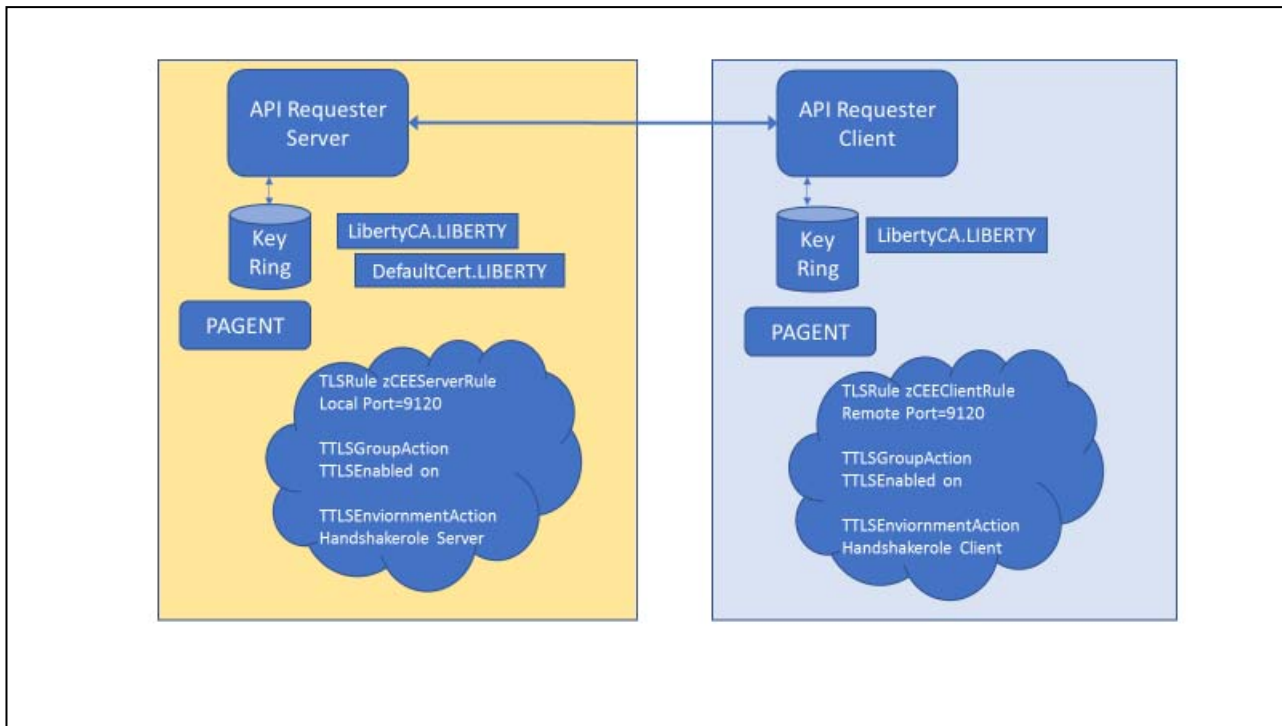 API Requester
Server
Key
Ring
LibertyCA.LIBERTY
DefaultCert.LIBERTY
PAGENT
TLSRule zCEEServerRule
Local Port=9120
TTLSGroupAction
TTLSEnabled on
TTLSEnviornmentAction
Handshakerole Server
API Requester
Client
Key
Ring
LibertyCA.LIBERTY
PAGENT
TLSRule zCEEClientRule
Remote Port=9120
TTLSGroupAction
TTLSEnabled on
TTLSEnviornmentAction
Handshakerole Client